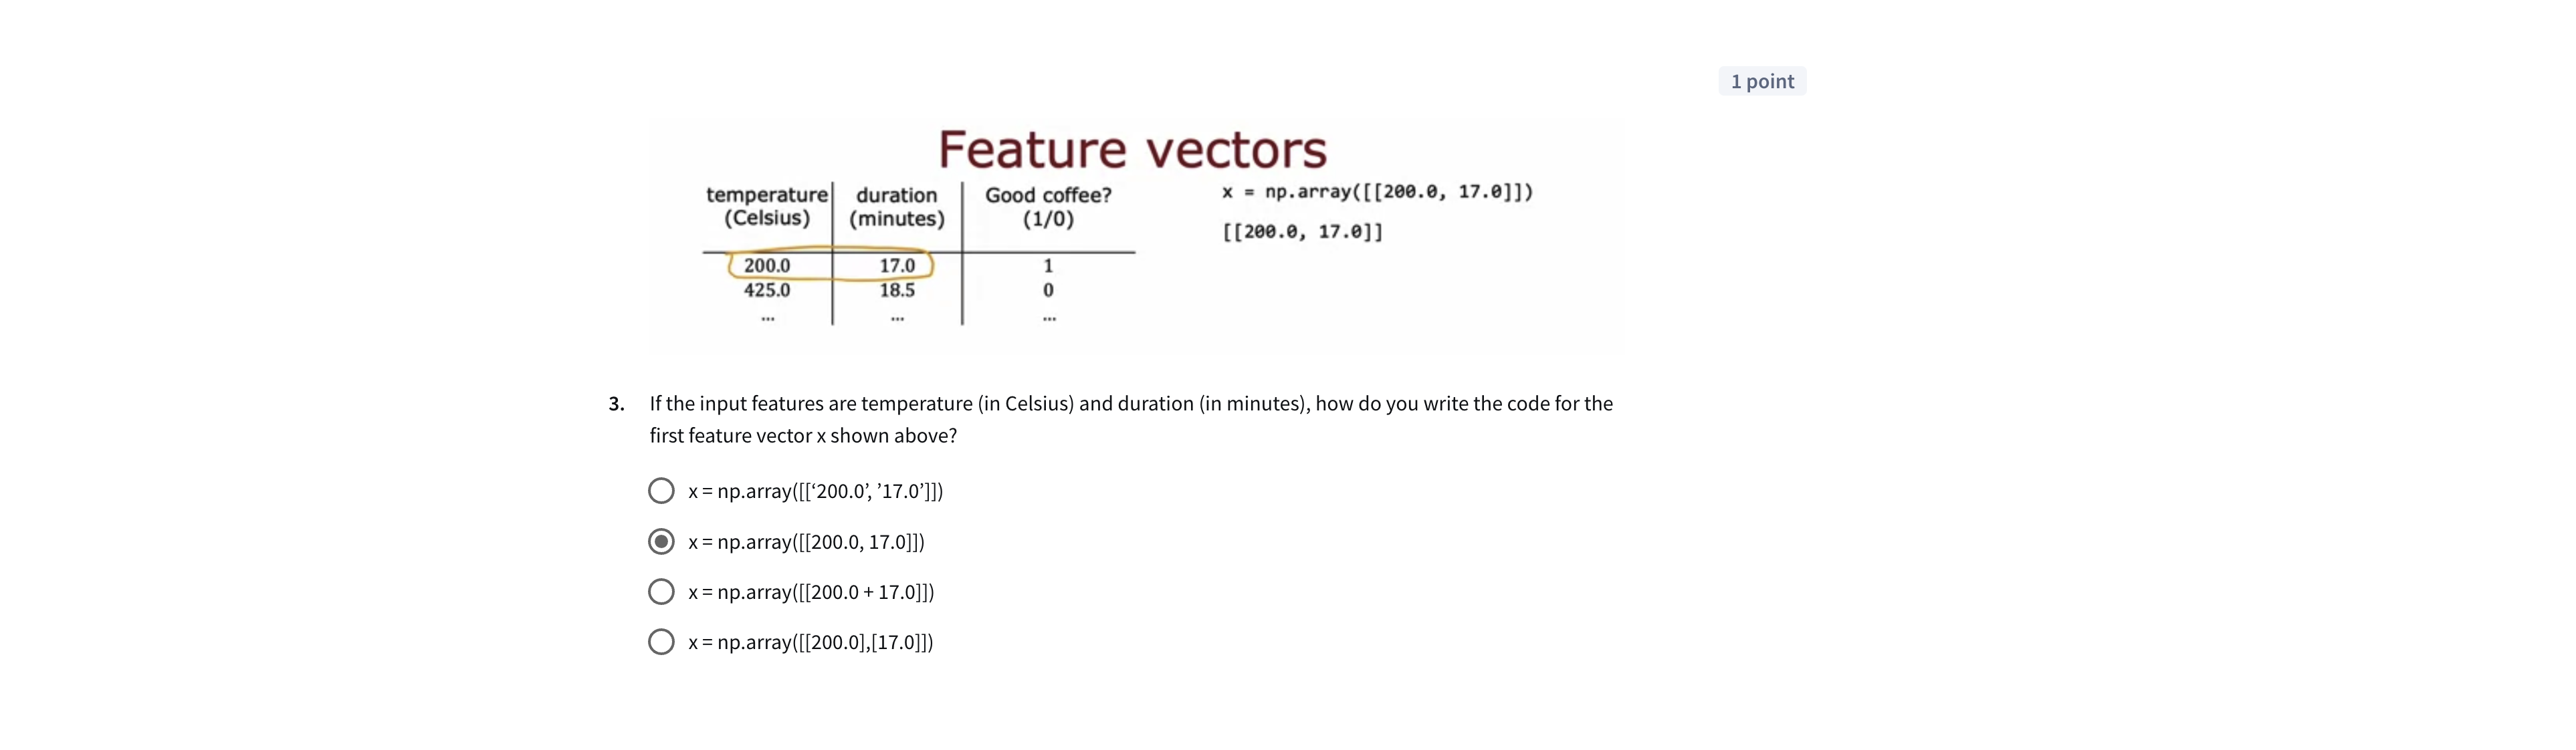 1 point
Feature vectors
temperature (Celsius) duration (minutes) Good coffee? (1/0)
200.0 17.0 1
425.0 18.5 0
... ... ...
x = np.array([[200.0, 17.0]])
[[200.0, 17.0]]
3. If the input features are temperature (in Celsius) and duration (in minutes), how do you write the code for the
first feature vector x shown above?
x = np.array([[‘200.0’, ’17.0’]])
x = np.array([[200.0, 17.0]])
x = np.array([[200.0 + 17.0]])
x = np.array([[200.0],[17.0]])